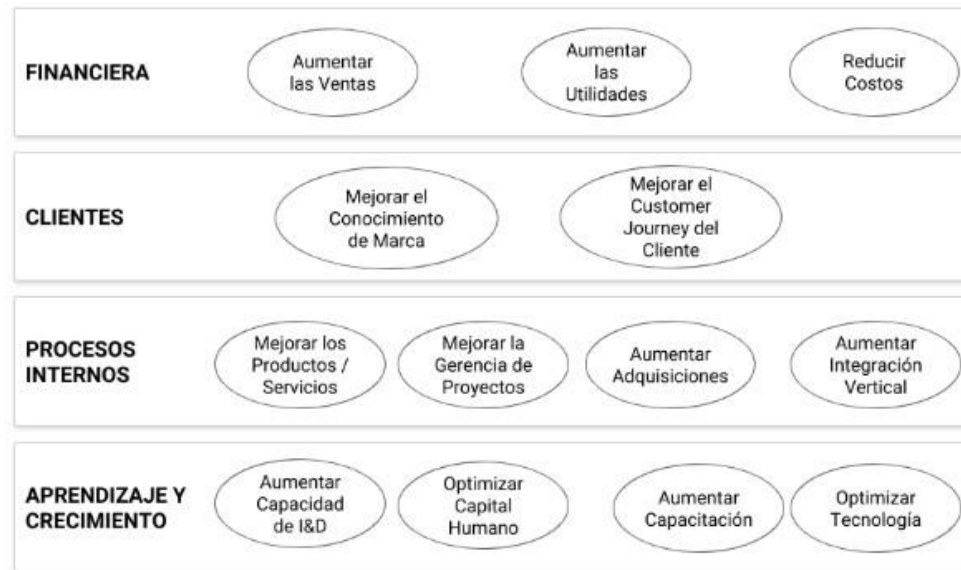 FINANCIERA
Aumentar
las Ventas
Aumentar
las
Utilidades
Reducir
Costos
CLIENTES
Mejorar el
Conocimiento
de Marca
Mejorar el
Customer
Journey del
Cliente
PROCESOS
INTERNOS
Mejorar los
Productos /
Servicios
Mejorar la
Gerencia de
Proyectos
Aumentar
Adquisiciones
Aumentar
Integración
Vertical
APRENDIZAJE Y
CRECIMIENTO
Aumentar
Capacidad
de I&D
Optimizar
Capital
Humano
Aumentar
Capacitación
Optimizar
Tecnología